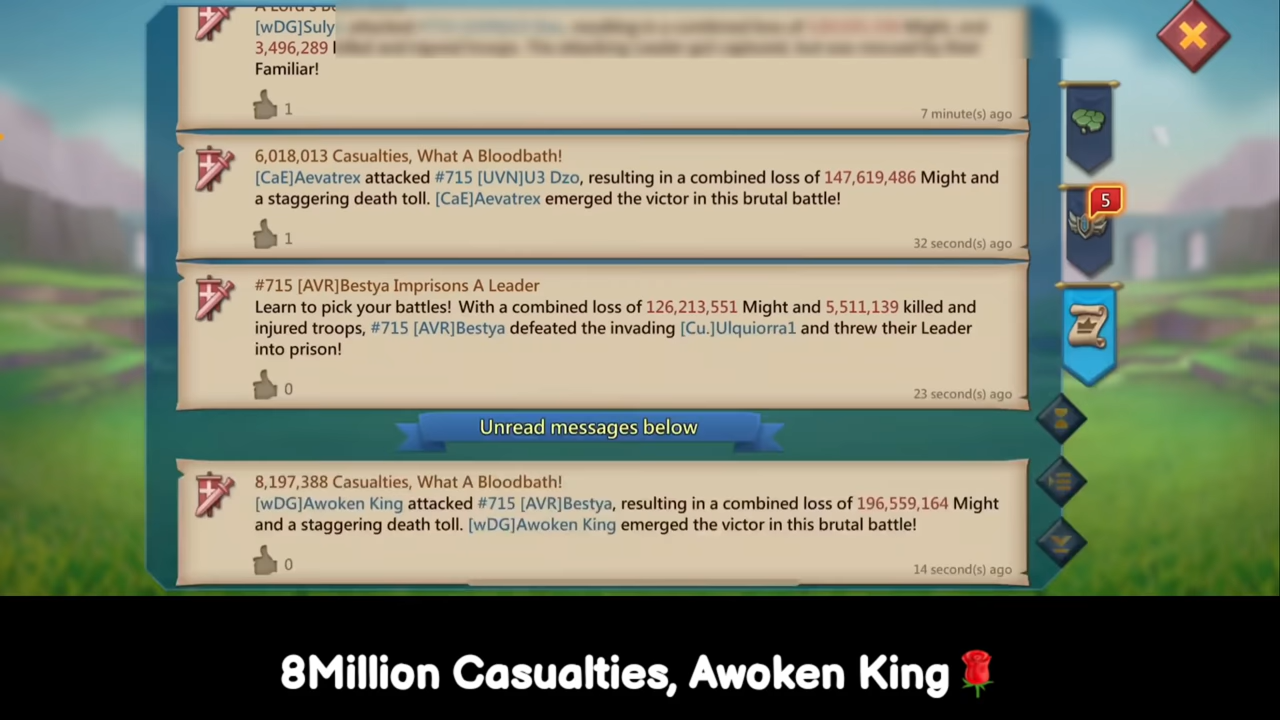 [wDG]Suly
3,496,289
Familiar!
1
7 minute(s) ago
6,018,013 Casualties, What A Bloodbath!
[CaE]Aevatrex attacked #715 [UVN]U3 Dzo, resulting in a combined loss of 147,619,486 Might and
a staggering death toll. [CaE]Aevatrex emerged the victor in this brutal battle!
5
1
32 second(s) ago
#715 [AVR]Bestya Imprisons A Leader
Learn to pick your battles! With a combined loss of 126,213,551 Might and 5,511,139 killed and
injured troops, #715 [AVR]Bestya defeated the invading [Cu.]Ulquiorra1 and threw their Leader
into prison!
0
23 second(s) ago
Unread messages below
8,197,388 Casualties, What A Bloodbath!
[wDG]Awoken King attacked #715 [AVR]Bestya, resulting in a combined loss of 196,559,164 Might
and a staggering death toll. [wDG]Awoken King emerged the victor in this brutal battle!
0
14 second(s) ago
8Million Casualties, Awoken King🌹